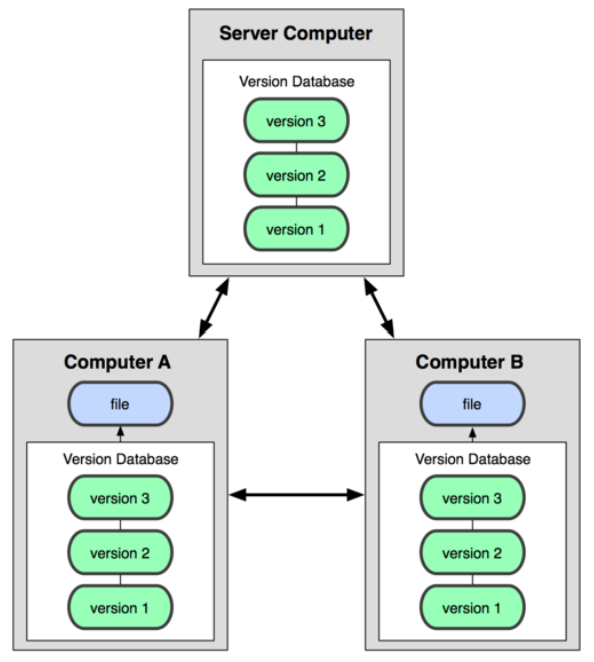 Server Computer
Version Database
version 3
version 2
version 1
Computer A
file
Version Database
version 3
version 2
version 1
Computer B
file
Version Database
version 3
version 2
version 1